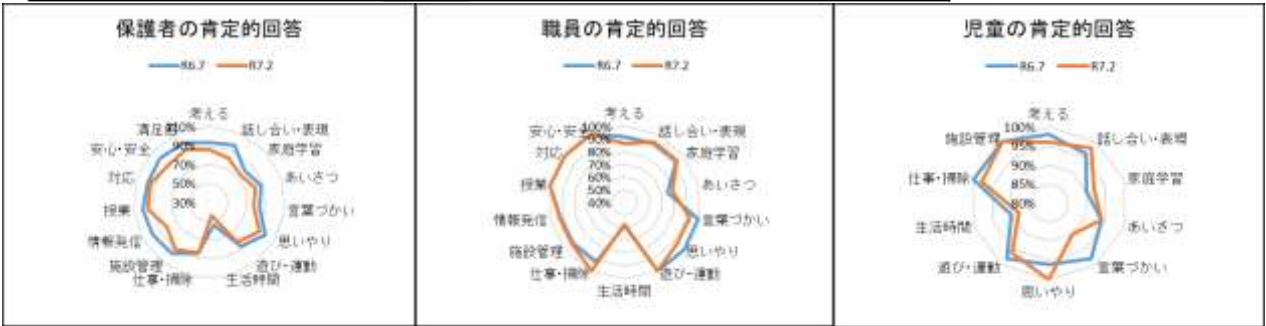 保護者の肯定的回答
R6.7 R7.2
考える
話し合い・表現
家庭学習
あいさつ
言葉づかい
思いやり
遊び・運動
生活時間
仕事・掃除
施設管理
情報発信
授業
対応
安心・安全
満足
110%
90%
70%
50%
30%
職員の肯定的回答
R6.7 R7.2
考える
話し合い・表現
家庭学習
あいさつ
言葉づかい
思いやり
遊び・運動
生活時間
仕事・掃除
施設管理
情報発信
授業
対応
安心・安全
100%
90%
80%
70%
60%
50%
40%
児童の肯定的回答
R6.7 R7.2
考える
話し合い・表現
家庭学習
あいさつ
言葉づかい
思いやり
遊び・運動
生活時間
仕事・掃除
施設管理
100%
95%
90%
85%
80%